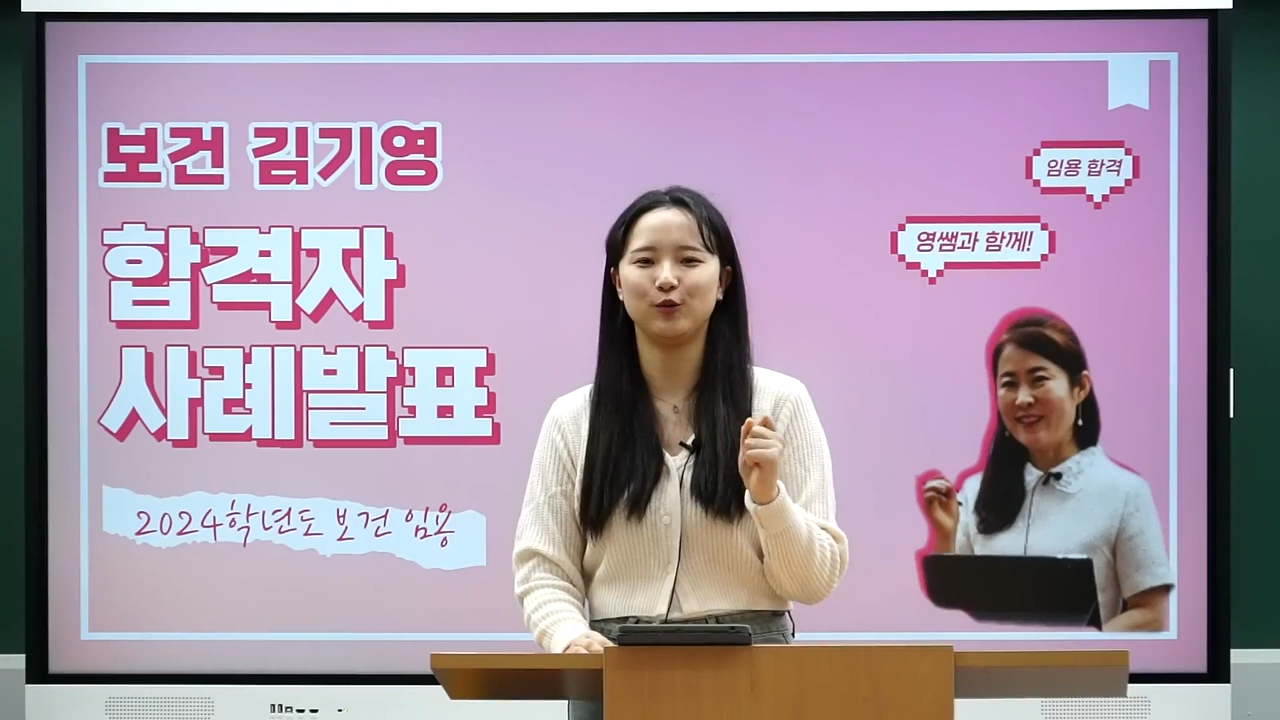 보건 김기영
합격자
사례발표
2024학년도 보건 임용
임용 합격
영쌤과 함께!